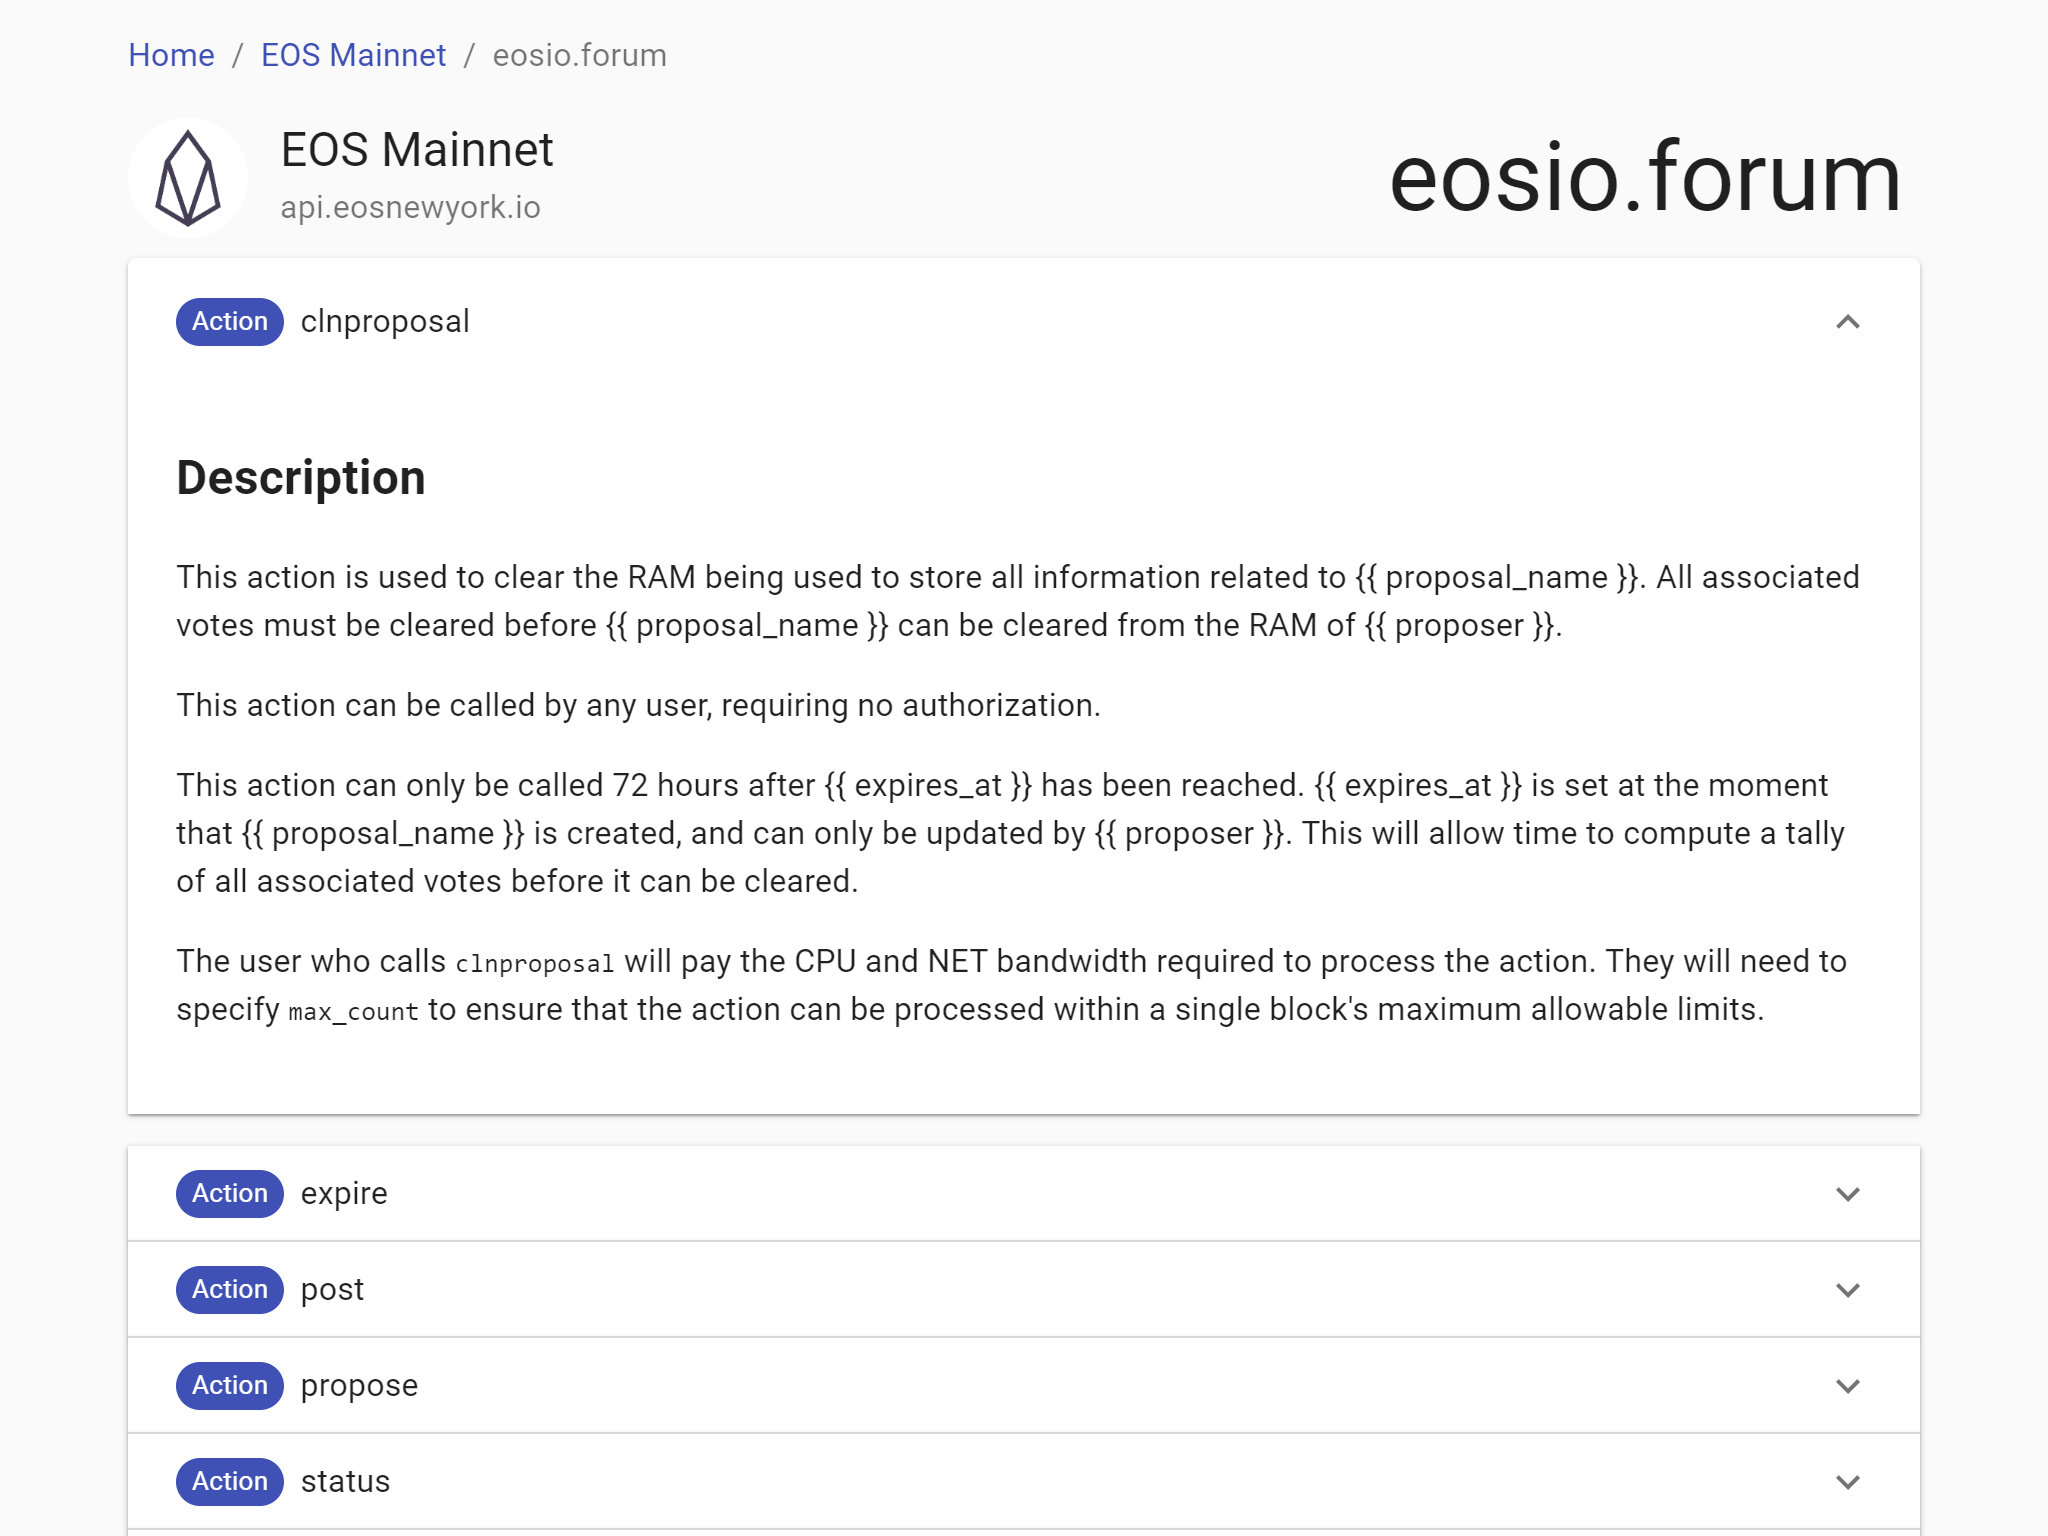 Home / EOS Mainnet / eosio.forum
EOS Mainnet
api.eosnewyork.io
eosio.forum
Action clnproposal
Description
This action is used to clear the RAM being used to store all information related to {{ proposal_name }}. All associated
votes must be cleared before {{ proposal_name }} can be cleared from the RAM of {{ proposer }}.
This action can be called by any user, requiring no authorization.
This action can only be called 72 hours after {{ expires_at }} has been reached. {{ expires_at }} is set at the moment
that {{ proposal_name }} is created, and can only be updated by {{ proposer }}. This will allow time to compute a tally
of all associated votes before it can be cleared.
The user who calls clnproposal will pay the CPU and NET bandwidth required to process the action. They will need to
specify max_count to ensure that the action can be processed within a single block's maximum allowable limits.
Action expire
Action post
Action propose
Action status